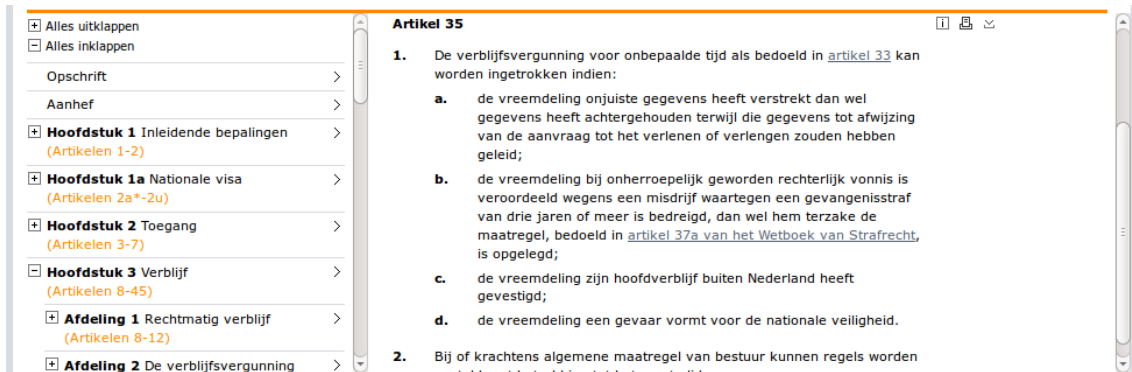 Alles uitklappen
Alles inklappen
Opschrift
Aanhef
Hoofdstuk 1 Inleidende bepalingen
(Artikelen 1-2)
Hoofdstuk 1a Nationale visa
(Artikelen 2a*-2u)
Hoofdstuk 2 Toegang
(Artikelen 3-7)
Hoofdstuk 3 Verblijf
(Artikelen 8-45)
Afdeling 1 Rechtmatig verblijf
(Artikelen 8-12)
Afdeling 2 De verblijfsvergunning
Artikel 35
1. De verblijfsvergunning voor onbepaalde tijd als bedoeld in artikel 33 kan
worden ingetrokken indien:
a. de vreemdeling onjuiste gegevens heeft verstrekt dan wel
gegevens heeft achtergehouden terwijl die gegevens tot afwijzing
van de aanvraag tot het verlenen of verlengen zouden hebben
geleid;
b. de vreemdeling bij onherroepelijk geworden rechterlijk vonnis is
veroordeeld wegens een misdrijf waartegen een gevangenisstraf
van drie jaren of meer is bedreigd, dan wel hem terzake de
maatregel, bedoeld in artikel 37a van het Wetboek van Strafrecht,
is opgelegd;
c. de vreemdeling zijn hoofdverblijf buiten Nederland heeft
gevestigd;
d. de vreemdeling een gevaar vormt voor de nationale veiligheid.
2. Bij of krachtens algemene maatregel van bestuur kunnen regels worden